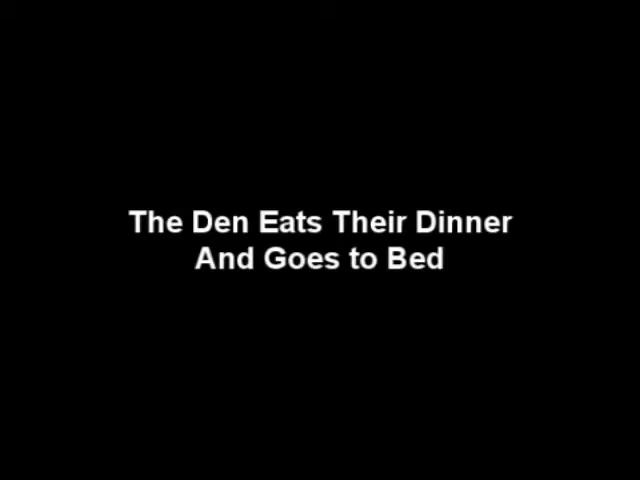 The Den Eats Their Dinner
And Goes to Bed